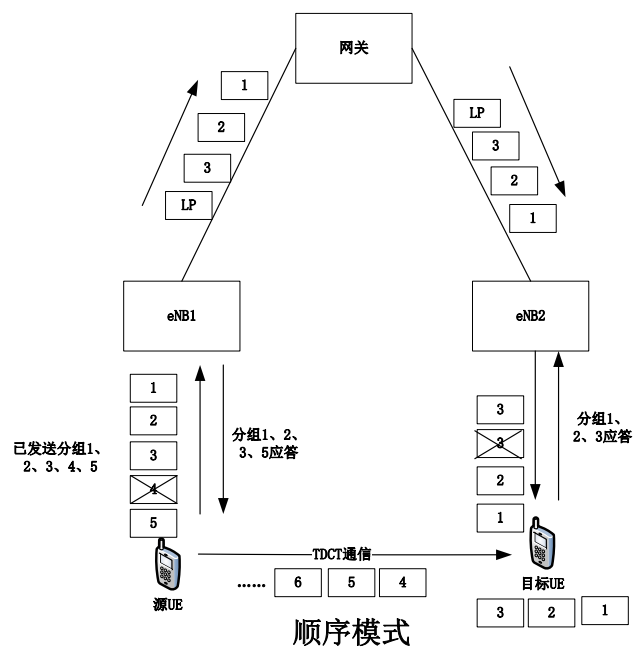 网关
1
2
3
LP
LP
3
2
1
eNB1
eNB2
1
2
3
4
5
已发送分组1、
2、3、4、5
分组1、2、
3、5应答
3
3
2
1
分组1、
2、3应答
TDCT通信
...... 6 5 4
源UE
目标UE
3 2 1
顺序模式